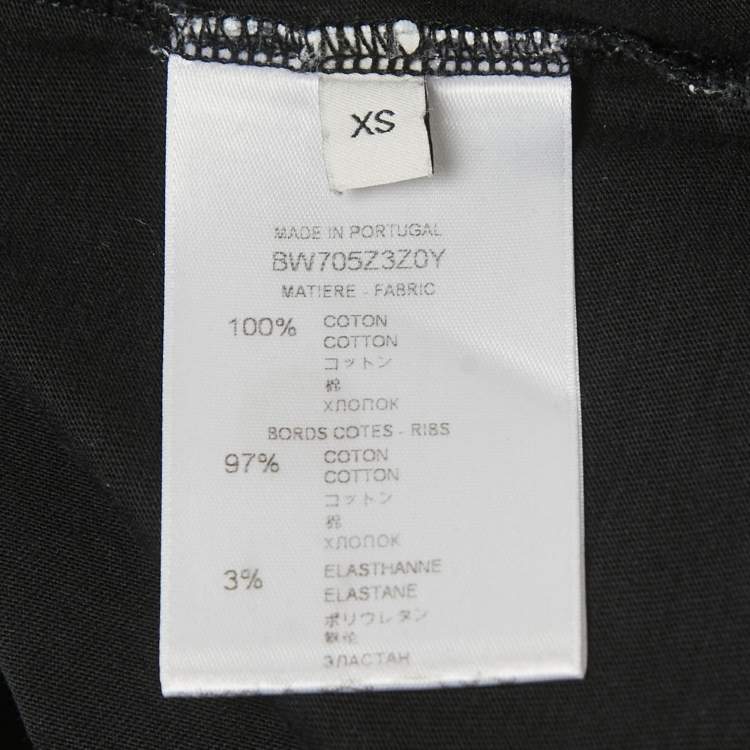 XS
MADE IN PORTUGAL
BW705Z3Z0Y
MATIERE - FABRIC
100% COTON
COTTON
コットン
棉
ХЛОПОК
BORDS COTES - RIBS
97% COTON
COTTON
コットン
棉
ХЛОПОК
3% ELASTHANNE
ELASTANE
ポリウレタン
ЭЛАСТАН